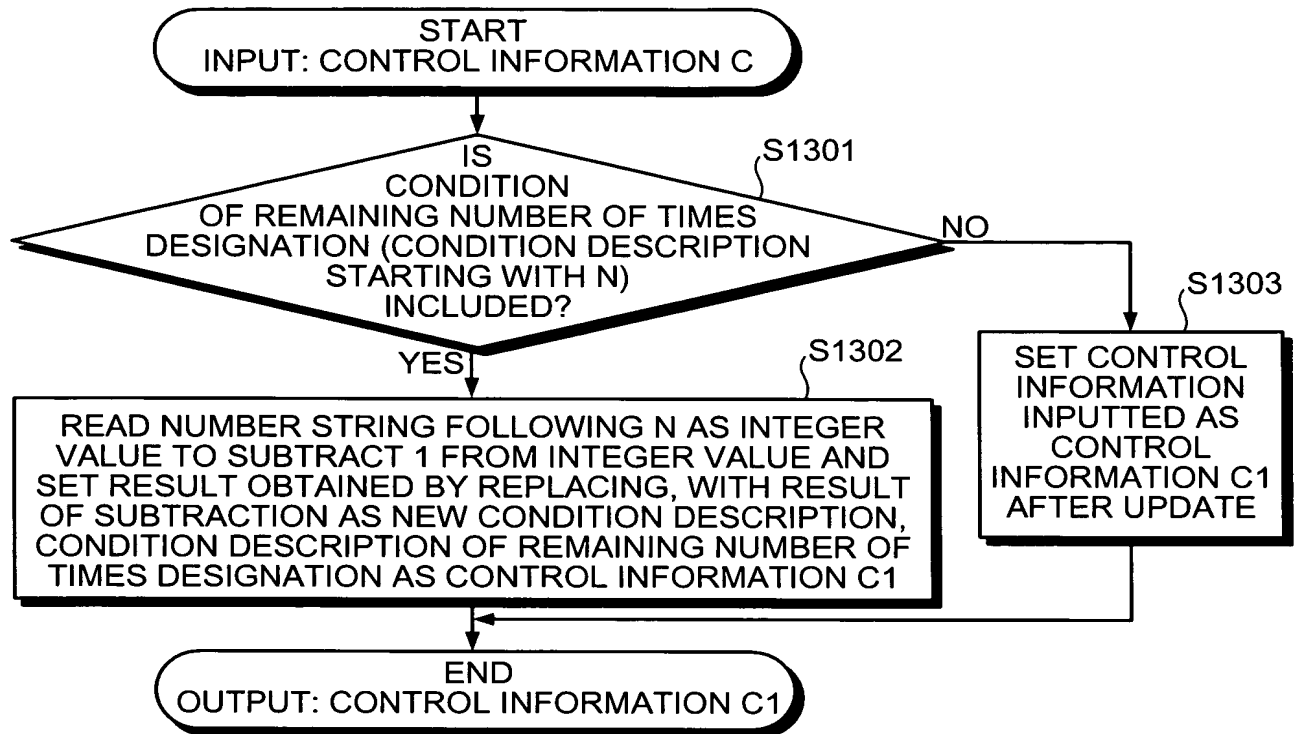 START
INPUT: CONTROL INFORMATION C
S1301
IS
CONDITION
OF REMAINING NUMBER OF TIMES
DESIGNATION (CONDITION DESCRIPTION
STARTING WITH N)
INCLUDED?
NO
YES
S1302
READ NUMBER STRING FOLLOWING N AS INTEGER
VALUE TO SUBTRACT 1 FROM INTEGER VALUE AND
SET RESULT OBTAINED BY REPLACING, WITH RESULT
OF SUBTRACTION AS NEW CONDITION DESCRIPTION,
CONDITION DESCRIPTION OF REMAINING NUMBER OF
TIMES DESIGNATION AS CONTROL INFORMATION C1
S1303
SET CONTROL
INFORMATION
INPUTTED AS
CONTROL
INFORMATION C1
AFTER UPDATE
END
OUTPUT: CONTROL INFORMATION C1